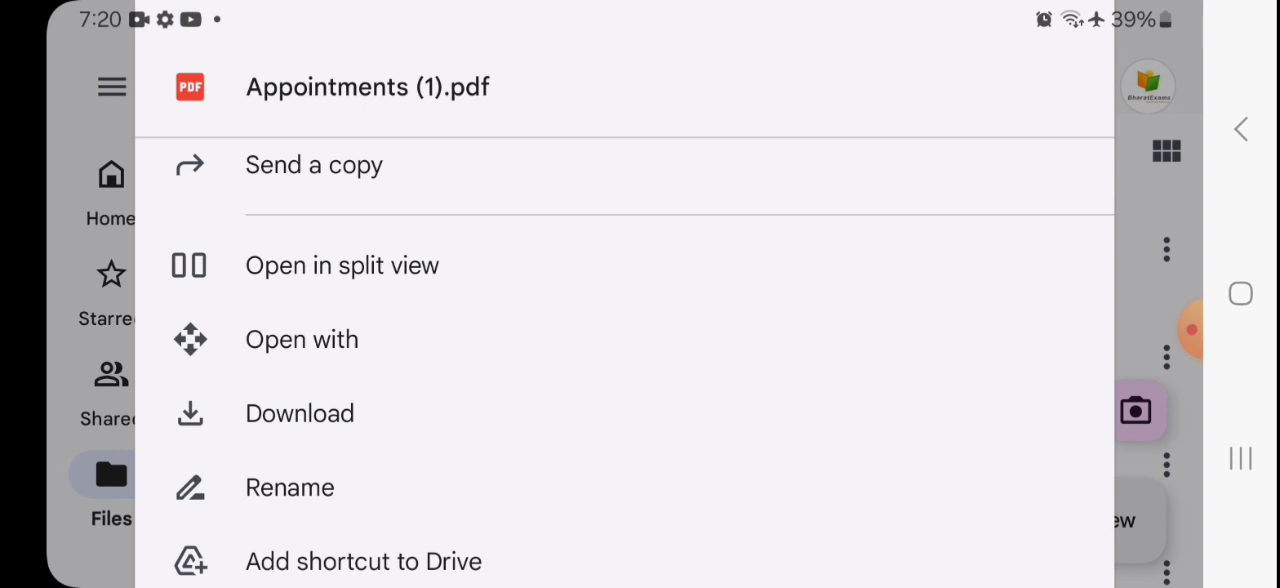 7:20
39%
PDF
Appointments (1).pdf
BharatExams
Send a copy
Home
Open in split view
Starre
Open with
Share
Download
Rename
Files
ew
Add shortcut to Drive